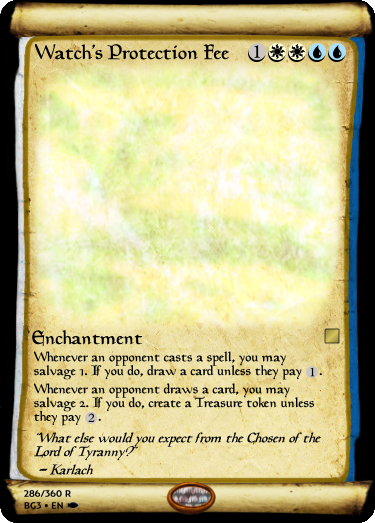 Watch's Protection Fee 1
Enchantment
Whenever an opponent casts a spell, you may
salvage 1. If you do, draw a card unless they pay 1 .
Whenever an opponent draws a card, you may
salvage 2. If you do, create a Treasure token unless
they pay 2 .
"What else would you expect from the Chosen of the
Lord of Tyranny?"
– Karlach
286/360 R
BG3 • EN